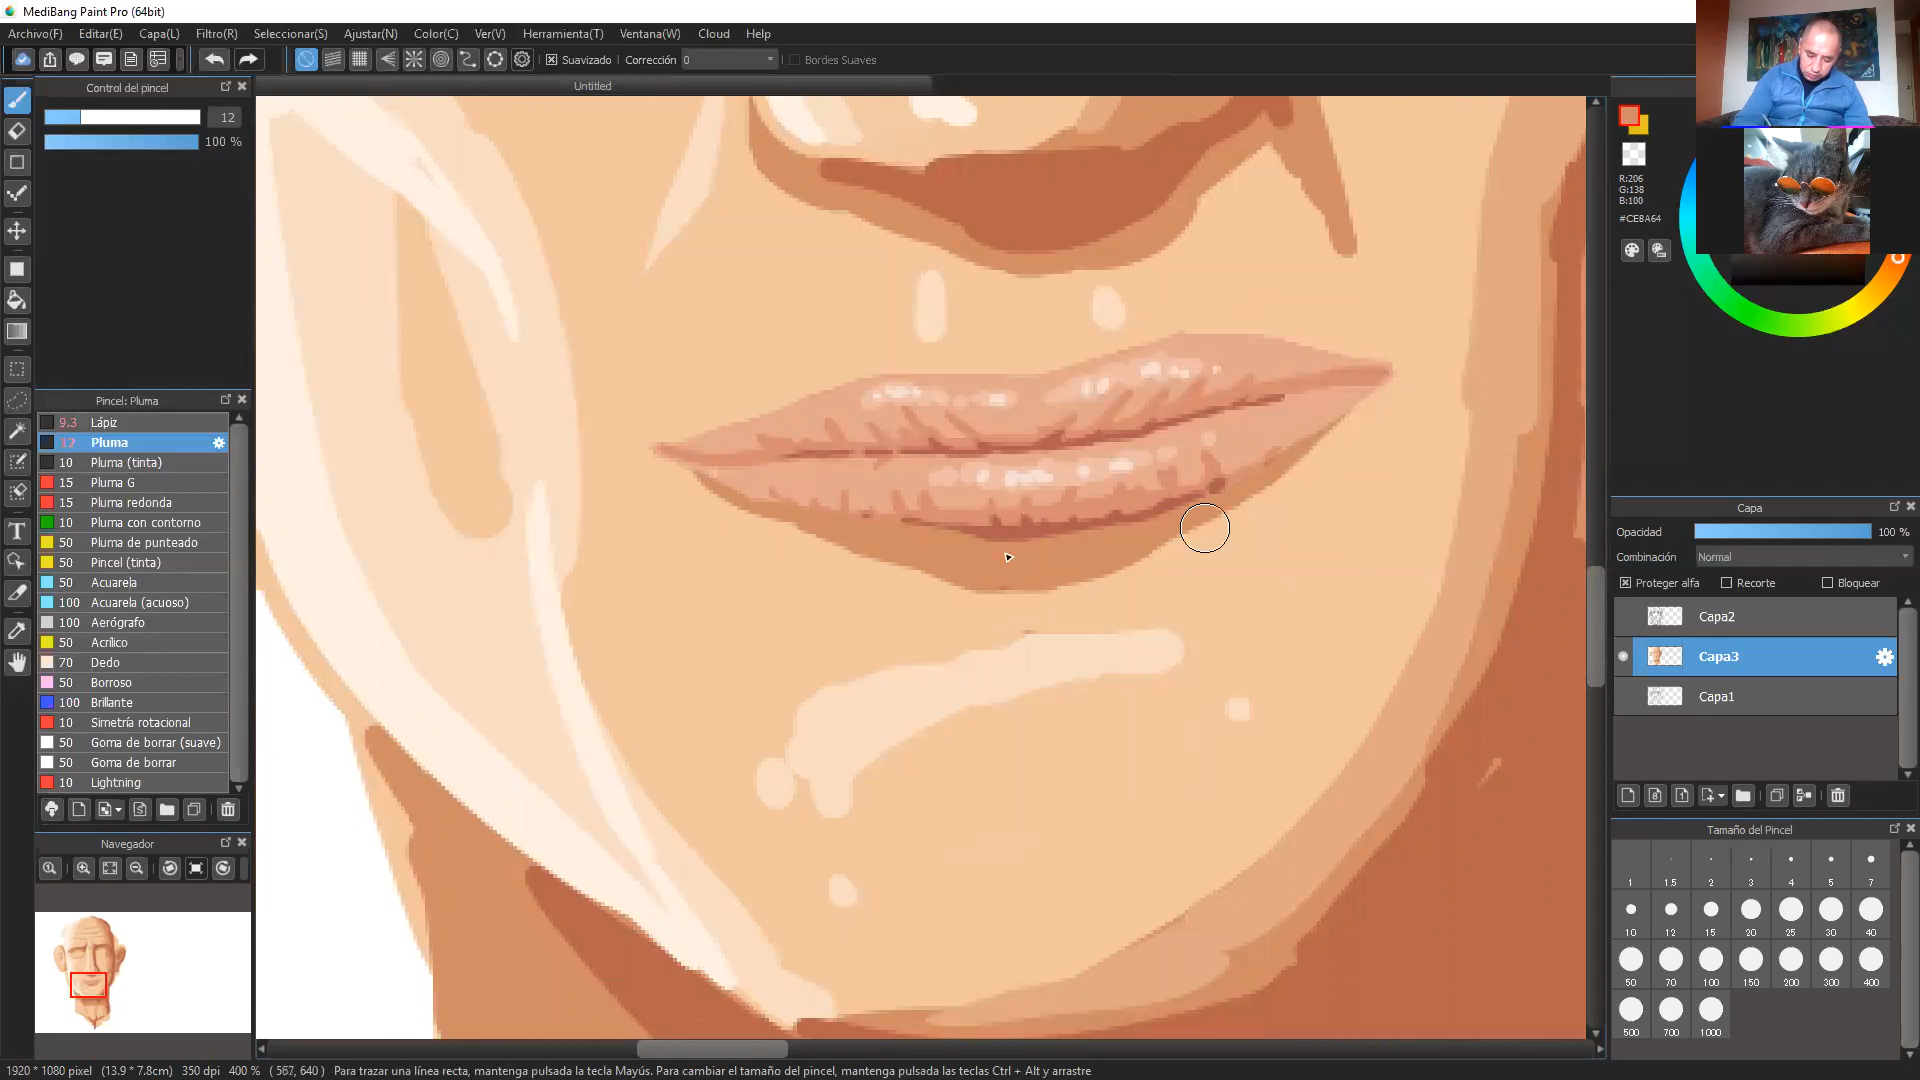 MediBang Paint Pro (64bit)
Archivo(F) Editar(E) Capa(L) Filtro(R) Seleccionar(S) Ajustar(N) Color(C) Ver(V) Herramienta(T) Ventana(W) Cloud Help
Suavizado Corrección 0 Bordes Suaves
Control del pincel
Untitled
12
100 %
R:206
G:138
B:100
#CE8A64
Pincel: Pluma
9.3 Lápiz
12 Pluma
10 Pluma (tinta)
15 Pluma G
15 Pluma redonda
10 Pluma con contorno
50 Pluma de punteado
50 Pincel (tinta)
50 Acuarela
100 Acuarela (acuoso)
100 Aerógrafo
50 Acrílico
70 Dedo
50 Borroso
100 Brillante
10 Simetría rotacional
50 Goma de borrar (suave)
50 Goma de borrar
10 Lightning
Navegador
Capa
Opacidad 100 %
Combinación Normal
Proteger alfa Recorte Bloquear
Capa2
Capa3
Capa1
Tamaño del Pincel
1 1.5 2 3 4 5 7
10 12 15 20 25 30 40
50 70 100 150 200 300 400
500 700 1000
1920 * 1080 pixel (13.9 * 7.8cm) 350 dpi 400 % ( 567, 640 ) Para trazar una línea recta, mantenga pulsada la tecla Mayús. Para cambiar el tamaño del pincel, mantenga pulsada las teclas Ctrl + Alt y arrastre